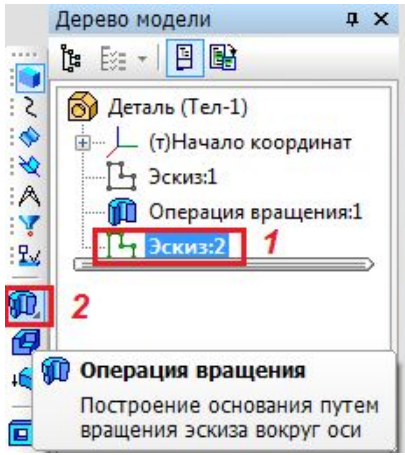 Дерево модели
Деталь (Тел-1)
(т)Начало координат
Эскиз:1
Операция вращения:1
Эскиз:2 1
2
Операция вращения
Построение основания путем
вращения эскиза вокруг оси